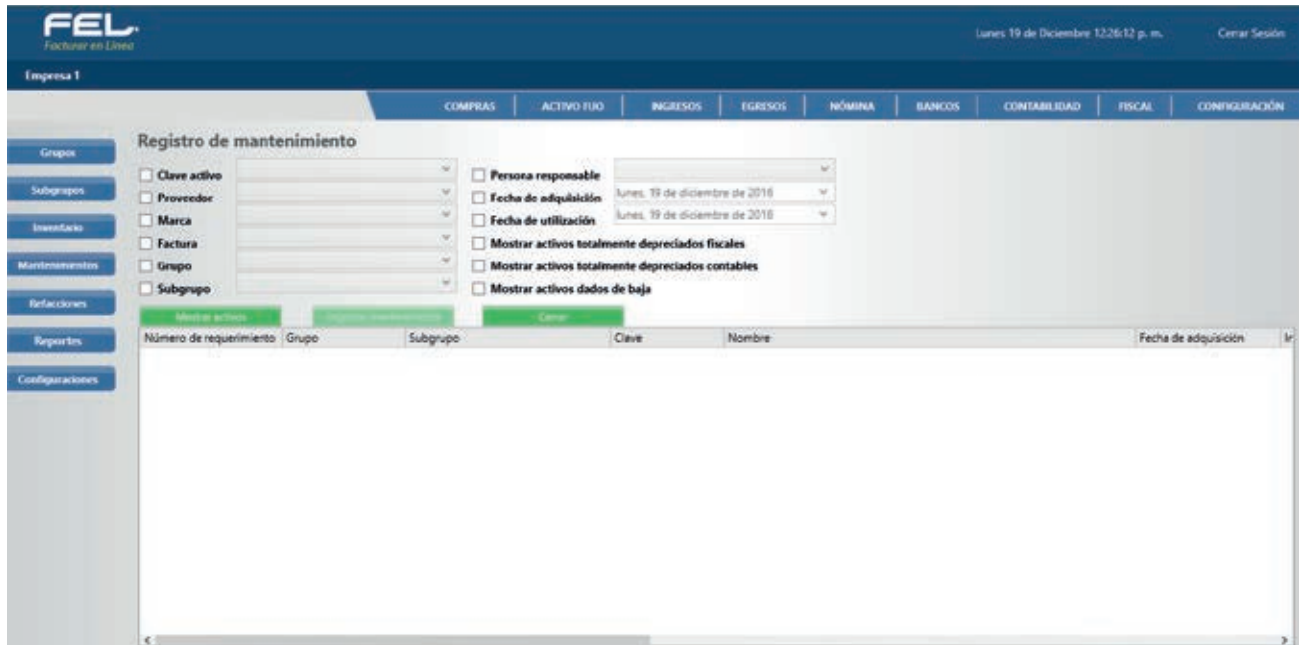 FEL.
Facturar en Línea
Lunes 19 de Diciembre 12:26:12 p. m.
Cerrar Sesión
Empresa 1
COMPRAS
ACTIVO FIJO
INGRESOS
EGRESOS
NÓMINA
BANCOS
CONTABILIDAD
FISCAL
CONFIGURACIÓN
Grupos
Subgrupos
Inventario
Mantenimientos
Refacciones
Reportes
Configuraciones
Registro de mantenimiento
Clave activo
Proveedor
Marca
Factura
Grupo
Subgrupo
Persona responsable
Fecha de adquisición lunes, 19 de diciembre de 2016
Fecha de utilización lunes, 19 de diciembre de 2016
Mostrar activos totalmente depreciados fiscales
Mostrar activos totalmente depreciados contables
Mostrar activos dados de baja
Mostrar activos
Registrar mantenimiento
Cerrar
Número de requerimiento Grupo Subgrupo Clave Nombre Fecha de adquisición